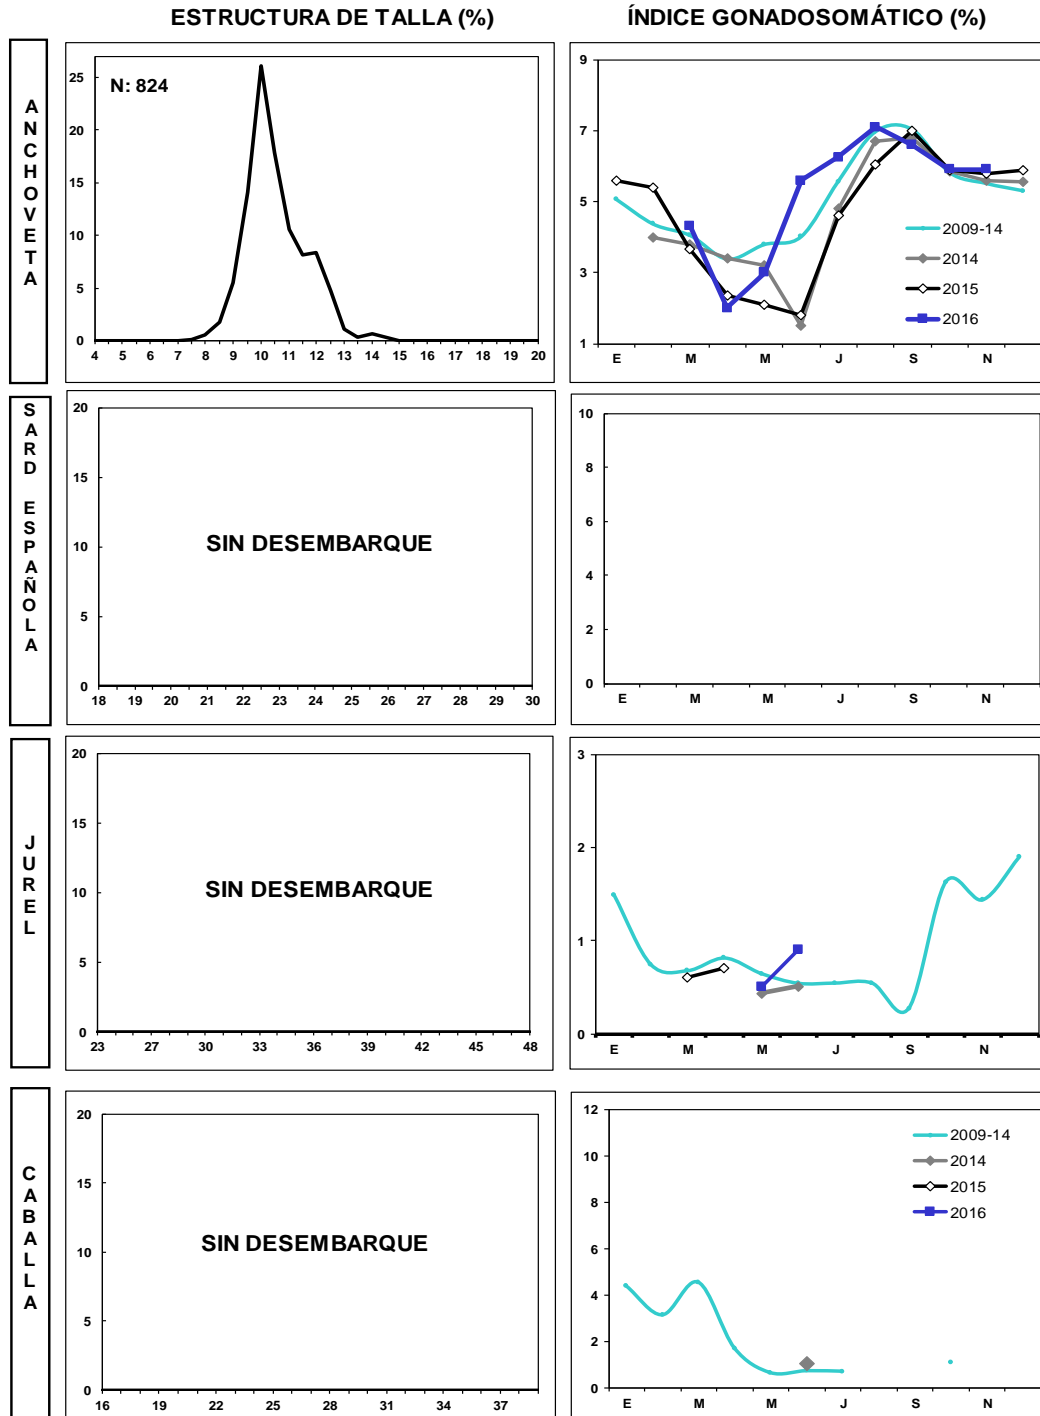 ESTRUCTURA DE TALLA (%)
ÍNDICE GONADOSOMÁTICO (%)
ANCHOVETA
N: 824
25
20
15
10
5
0
4 5 6 7 8 9 10 11 12 13 14 15 16 17 18 19 20
9
7
5
3
1
E M M J S N
2009-14
2014
2015
2016
SARD ESPAÑOLA
20
15
10
5
0
SIN DESEMBARQUE
18 19 20 21 22 23 24 25 26 27 28 29 30
10
8
6
4
2
0
E M M J S N
JUREL
20
15
10
5
0
SIN DESEMBARQUE
23 27 30 33 36 39 42 45 48
3
2
1
0
E M M J S N
CABALLA
20
15
10
5
0
SIN DESEMBARQUE
16 19 22 25 28 31 34 37
12
10
8
6
4
2
0
2009-14
2014
2015
2016
E M M J S N